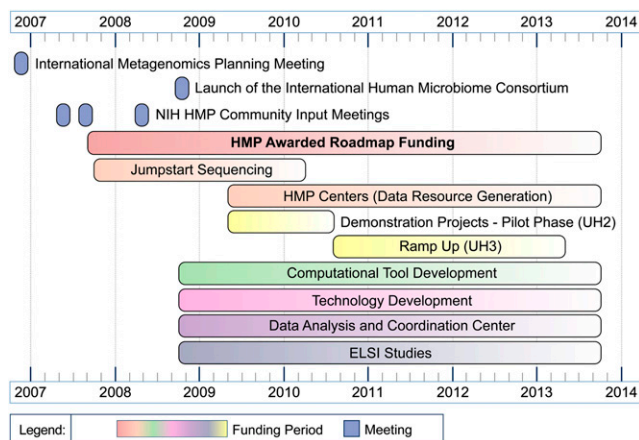 2007 2008 2009 2010 2011 2012 2013 2014
International Metagenomics Planning Meeting
Launch of the International Human Microbiome Consortium
NIH HMP Community Input Meetings
HMP Awarded Roadmap Funding
Jumpstart Sequencing
HMP Centers (Data Resource Generation)
Demonstration Projects - Pilot Phase (UH2)
Ramp Up (UH3)
Computational Tool Development
Technology Development
Data Analysis and Coordination Center
ELSI Studies
2007 2008 2009 2010 2011 2012 2013 2014
Legend: Funding Period Meeting